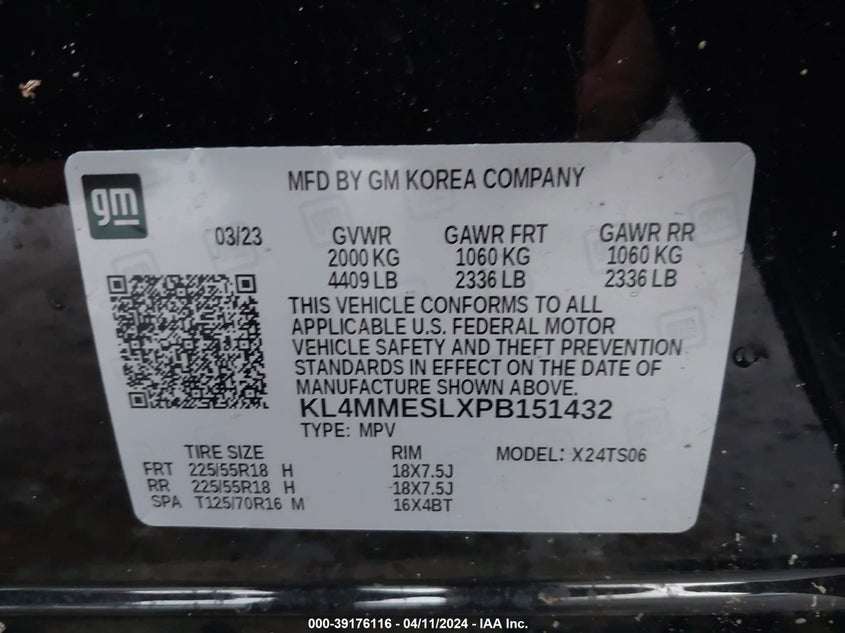 gm
MFD BY GM KOREA COMPANY
03/23 GVWR GAWR FRT GAWR RR
2000 KG 1060 KG 1060 KG
4409 LB 2336 LB 2336 LB
THIS VEHICLE CONFORMS TO ALL
APPLICABLE U.S. FEDERAL MOTOR
VEHICLE SAFETY AND THEFT PREVENTION
STANDARDS IN EFFECT ON THE DATE OF
MANUFACTURE SHOWN ABOVE.
KL4MMESLXPB151432
TYPE: MPV
TIRE SIZE RIM MODEL: X24TS06
FRT 225/55R18 H 18X7.5J
RR 225/55R18 H 18X7.5J
SPA T125/70R16 M 16X4BT
000-39176116 - 04/11/2024 - IAA Inc.